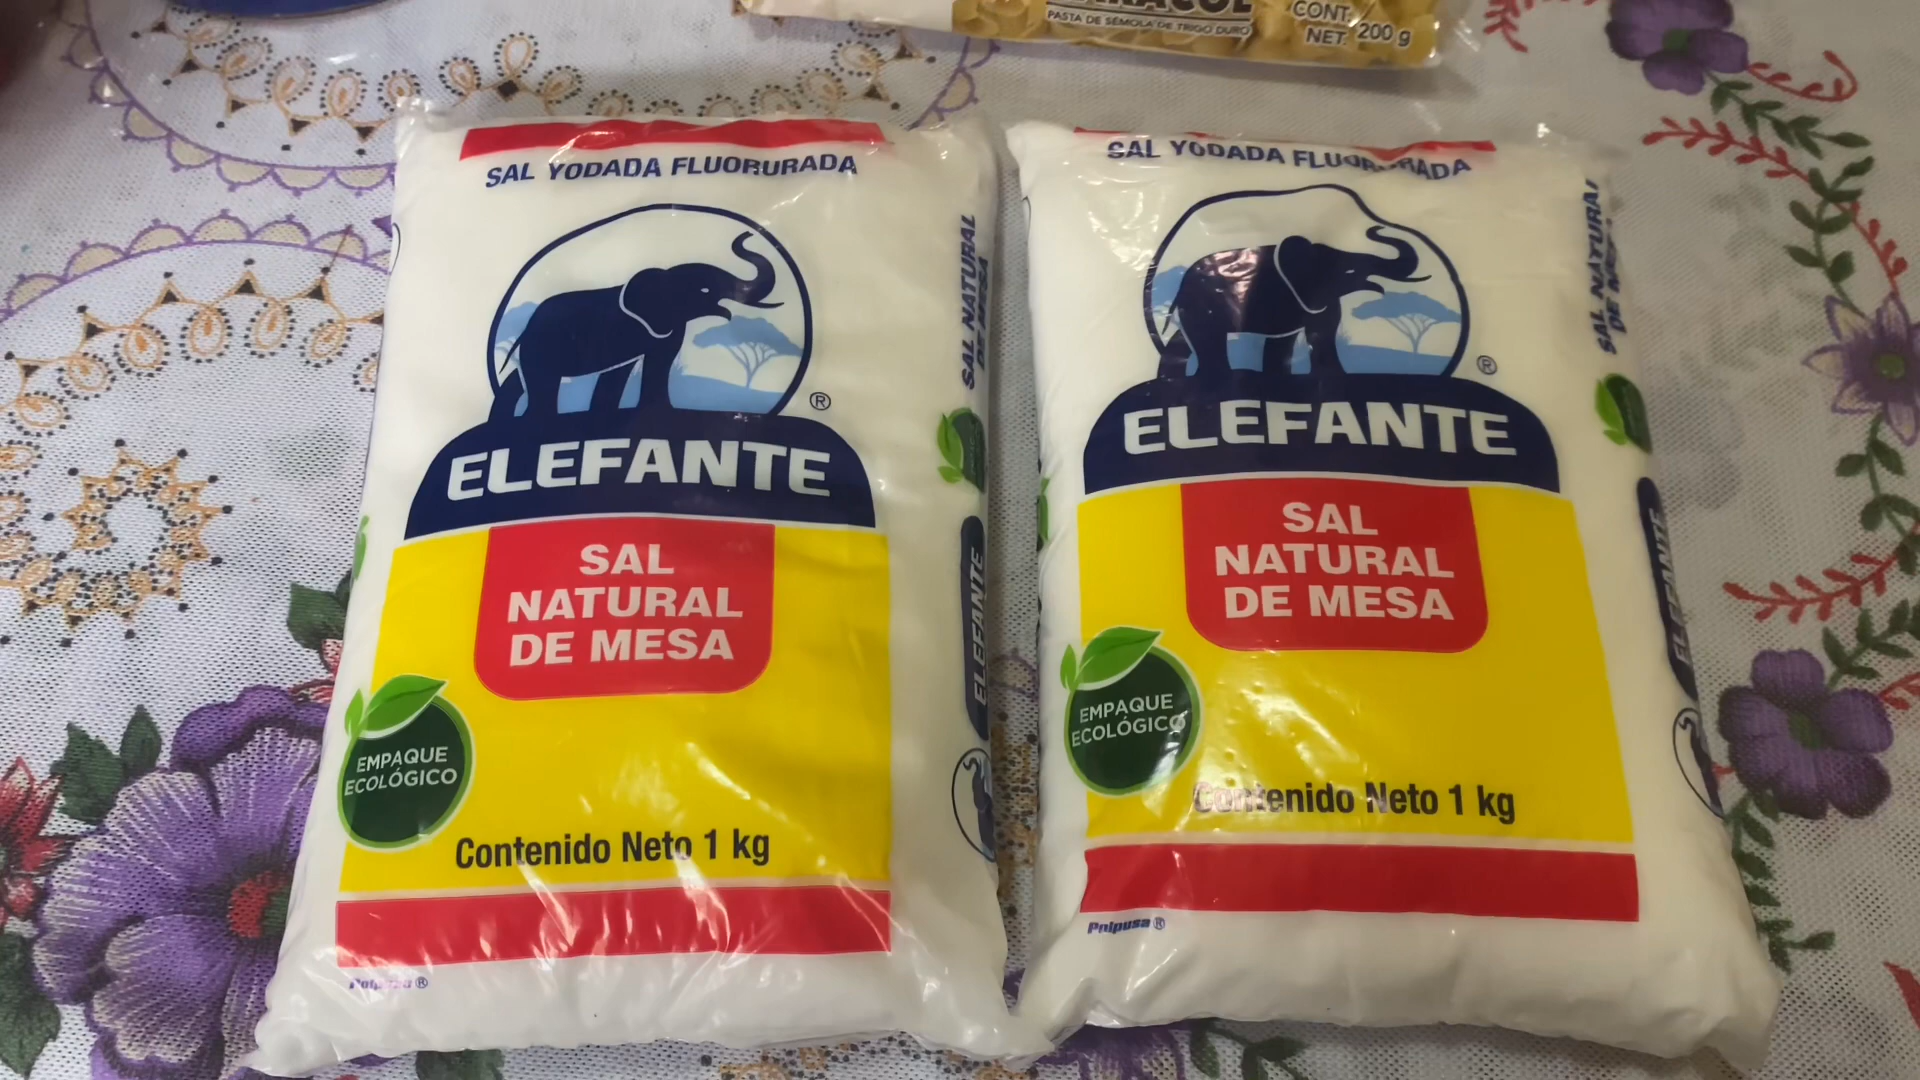 PASTA DE SÉMOLA DE TRIGO DURO
CONT.
NET. 200 g
SAL YODADA FLUORURADA
®
ELEFANTE
SAL
NATURAL
DE MESA
EMPAQUE
ECOLÓGICO
Contenido Neto 1 kg
®
SAL NATURAL
DE MESA
ELEFANTE
SAL YODADA FLUORURADA
®
ELEFANTE
SAL
NATURAL
DE MESA
EMPAQUE
ECOLÓGICO
Contenido Neto 1 kg
Pnipusa ®
SAL NATURAL
DE MESA
ELEFANTE